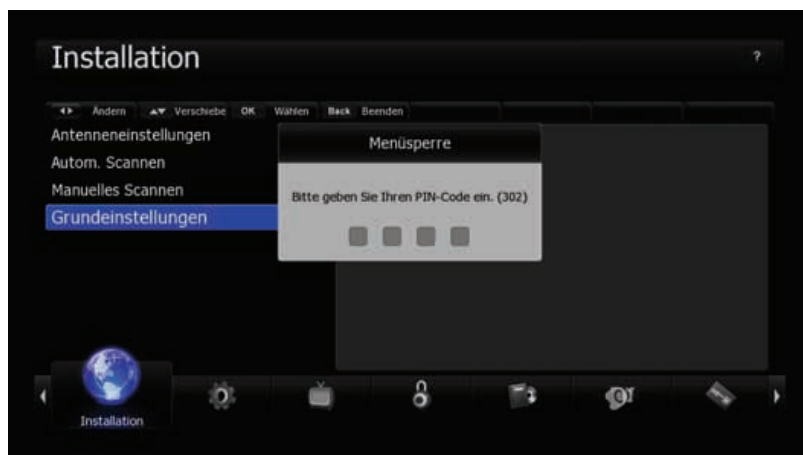 Installation
?
Ändern Verschiebe OK Wählen Back Beenden
Antenneneinstellungen
Autom. Scannen
Manuelles Scannen
Grundeinstellungen
Menüsperre
Bitte geben Sie Ihren PIN-Code ein. (302)
Installation